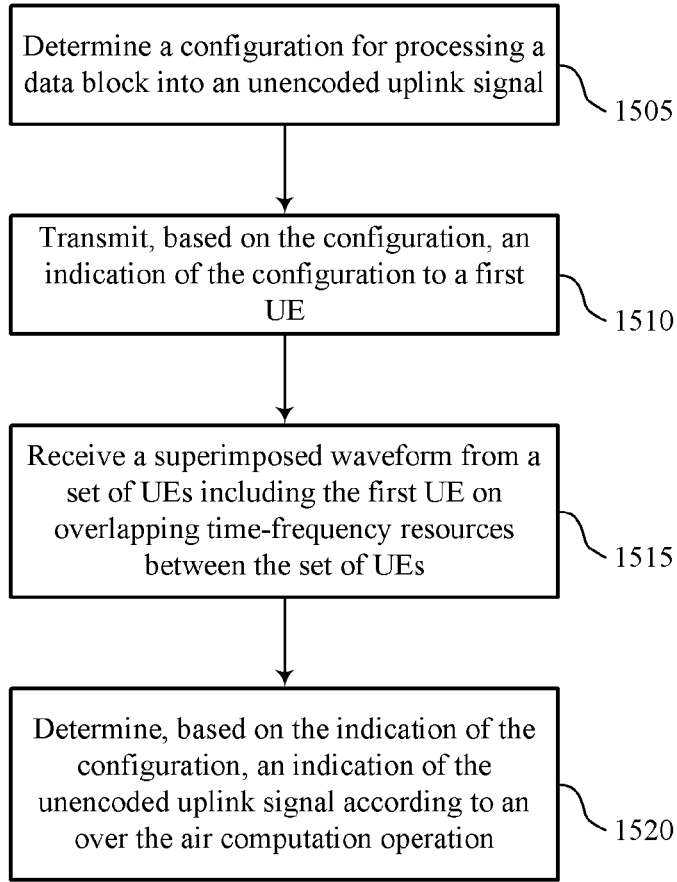 Determine a configuration for processing a
data block into an unencoded uplink signal
1505
Transmit, based on the configuration, an
indication of the configuration to a first
UE
1510
Receive a superimposed waveform from a
set of UEs including the first UE on
overlapping time-frequency resources
between the set of UEs
1515
Determine, based on the indication of the
configuration, an indication of the
unencoded uplink signal according to an
over the air computation operation
1520